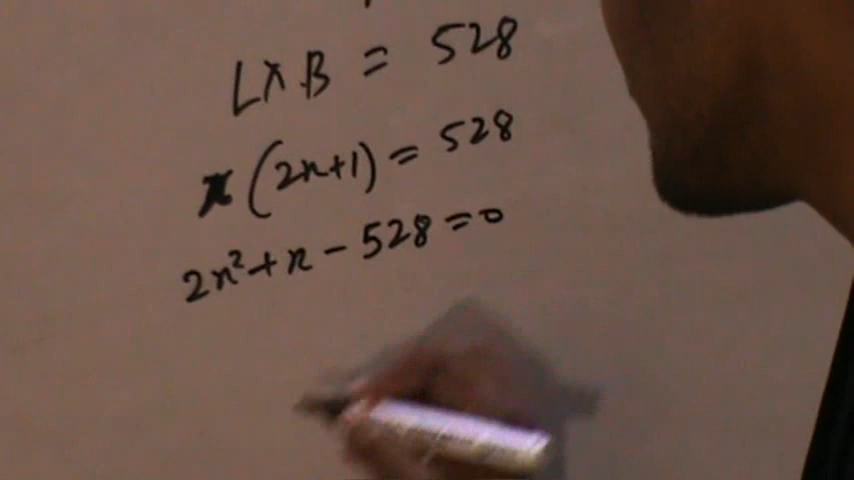 L × B = 528
x (2x+1) = 528
2x² + x - 528 = 0